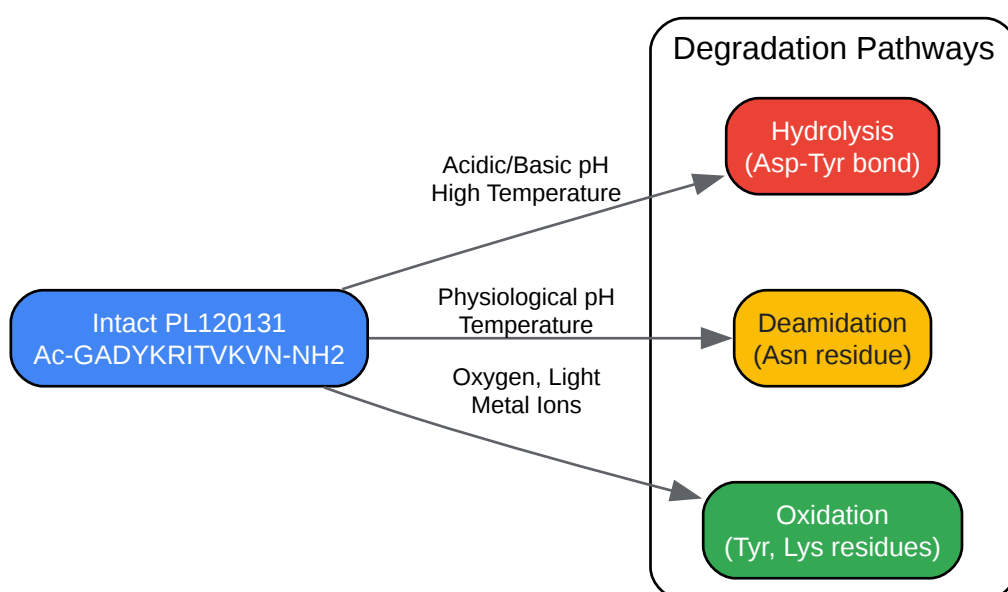 Degradation Pathways
Hydrolysis
(Asp-Tyr bond)
Acidic/Basic pH
High Temperature
Intact PL120131
Ac-GADYKRITVKVN-NH2
Physiological pH
Temperature
Deamidation
(Asn residue)
Oxygen, Light
Metal Ions
Oxidation
(Tyr, Lys residues)